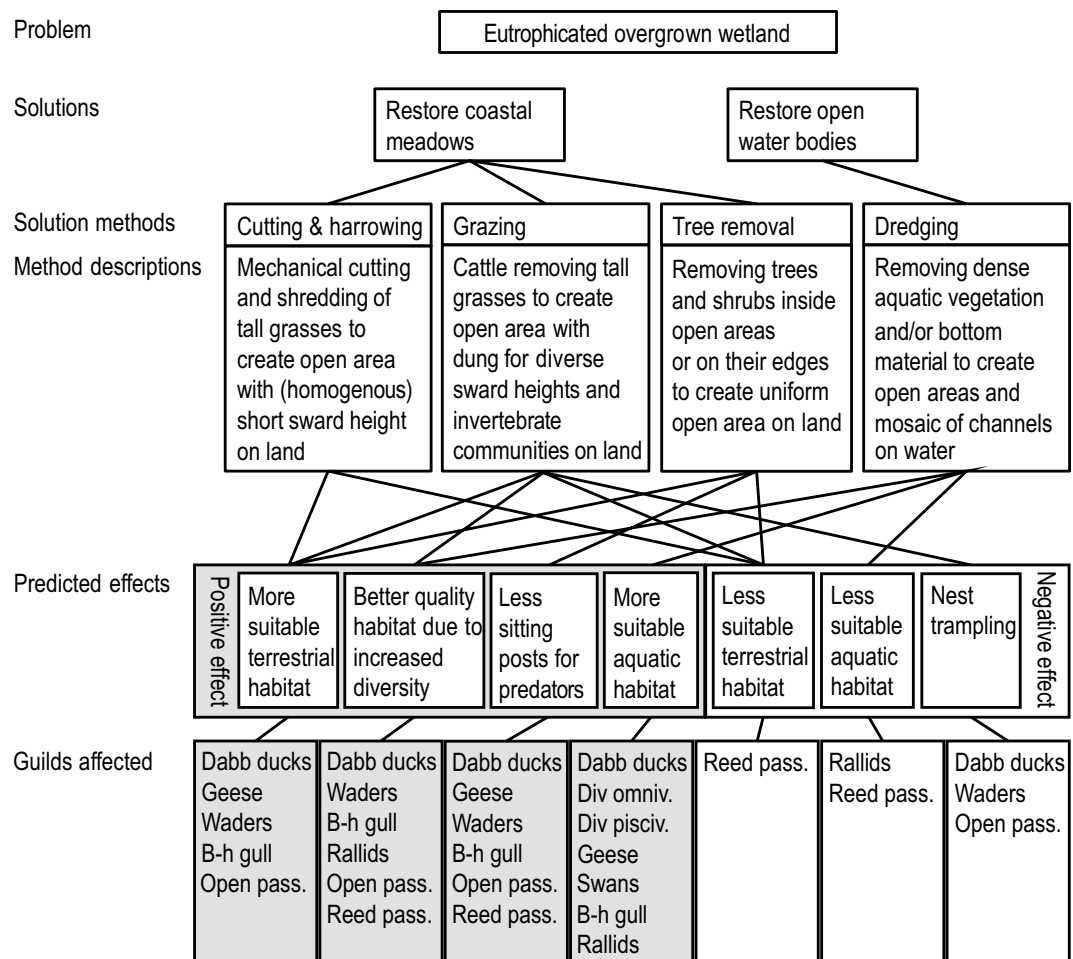 Problem
Eutrophicated overgrown wetland
Solutions
Restore coastal
meadows
Restore open
water bodies
Solution methods
Cutting & harrowing
Grazing
Tree removal
Dredging
Method descriptions
Mechanical cutting
and shredding of
tall grasses to
create open area
with (homogenous)
short sward height
on land
Cattle removing tall
grasses to create
open area with
dung for diverse
sward heights and
invertebrate
communities on land
Removing trees
and shrubs inside
open areas
or on their edges
to create uniform
open area on land
Removing dense
aquatic vegetation
and/or bottom
material to create
open areas and
mosaic of channels
on water
Predicted effects
Positive effect
More
suitable
terrestrial
habitat
Better quality
habitat due to
increased
diversity
Less
sitting
posts for
predators
More
suitable
aquatic
habitat
Less
suitable
terrestrial
habitat
Less
suitable
aquatic
habitat
Nest
trampling
Negative effect
Guilds affected
Dabb ducks
Geese
Waders
B-h gull
Open pass.
Dabb ducks
Waders
B-h gull
Rallids
Open pass.
Reed pass.
Dabb ducks
Geese
Waders
B-h gull
Open pass.
Reed pass.
Dabb ducks
Div omniv.
Div pisciv.
Geese
Swans
B-h gull
Rallids
Reed pass.
Rallids
Reed pass.
Dabb ducks
Waders
Open pass.